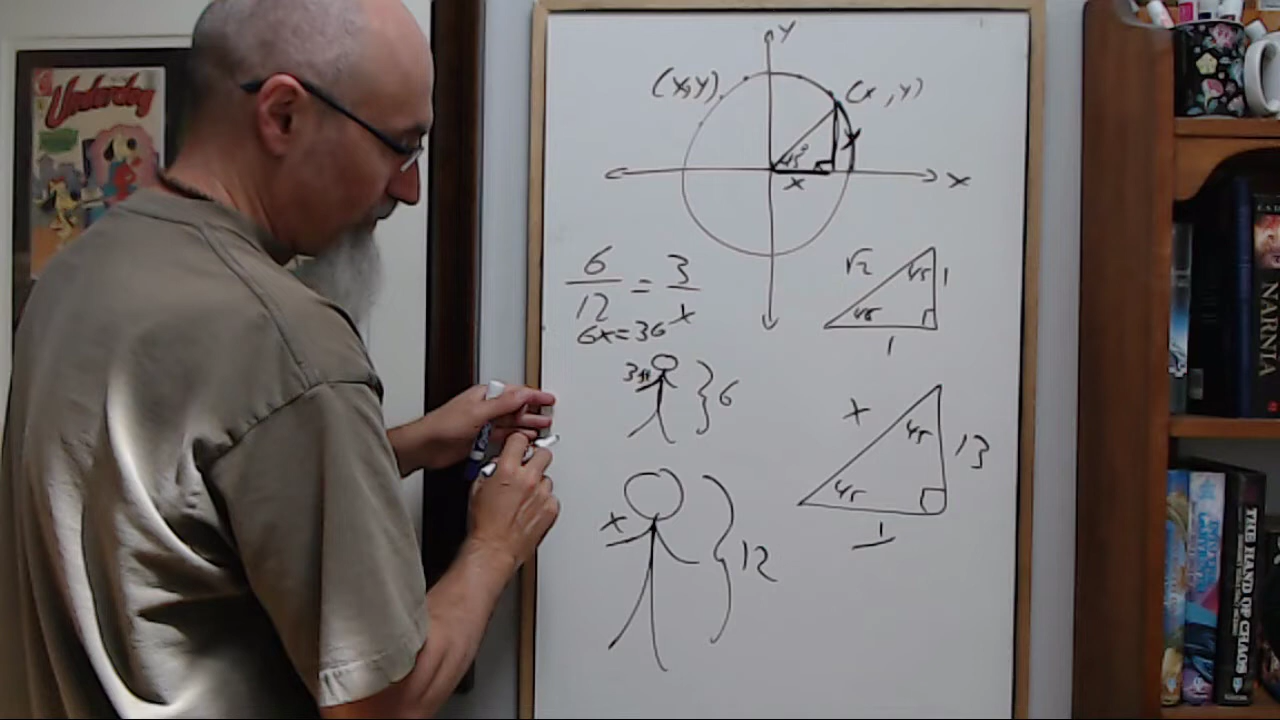 Underdog
Y
(X,Y)
(X,Y)
45°
Y
X
X
6/12 = 3/x
6x=36
3ft
6
X
12
√2
45
1
45
1
X
45
13
45
1
NARNIA
THE HAND OF CHAOS